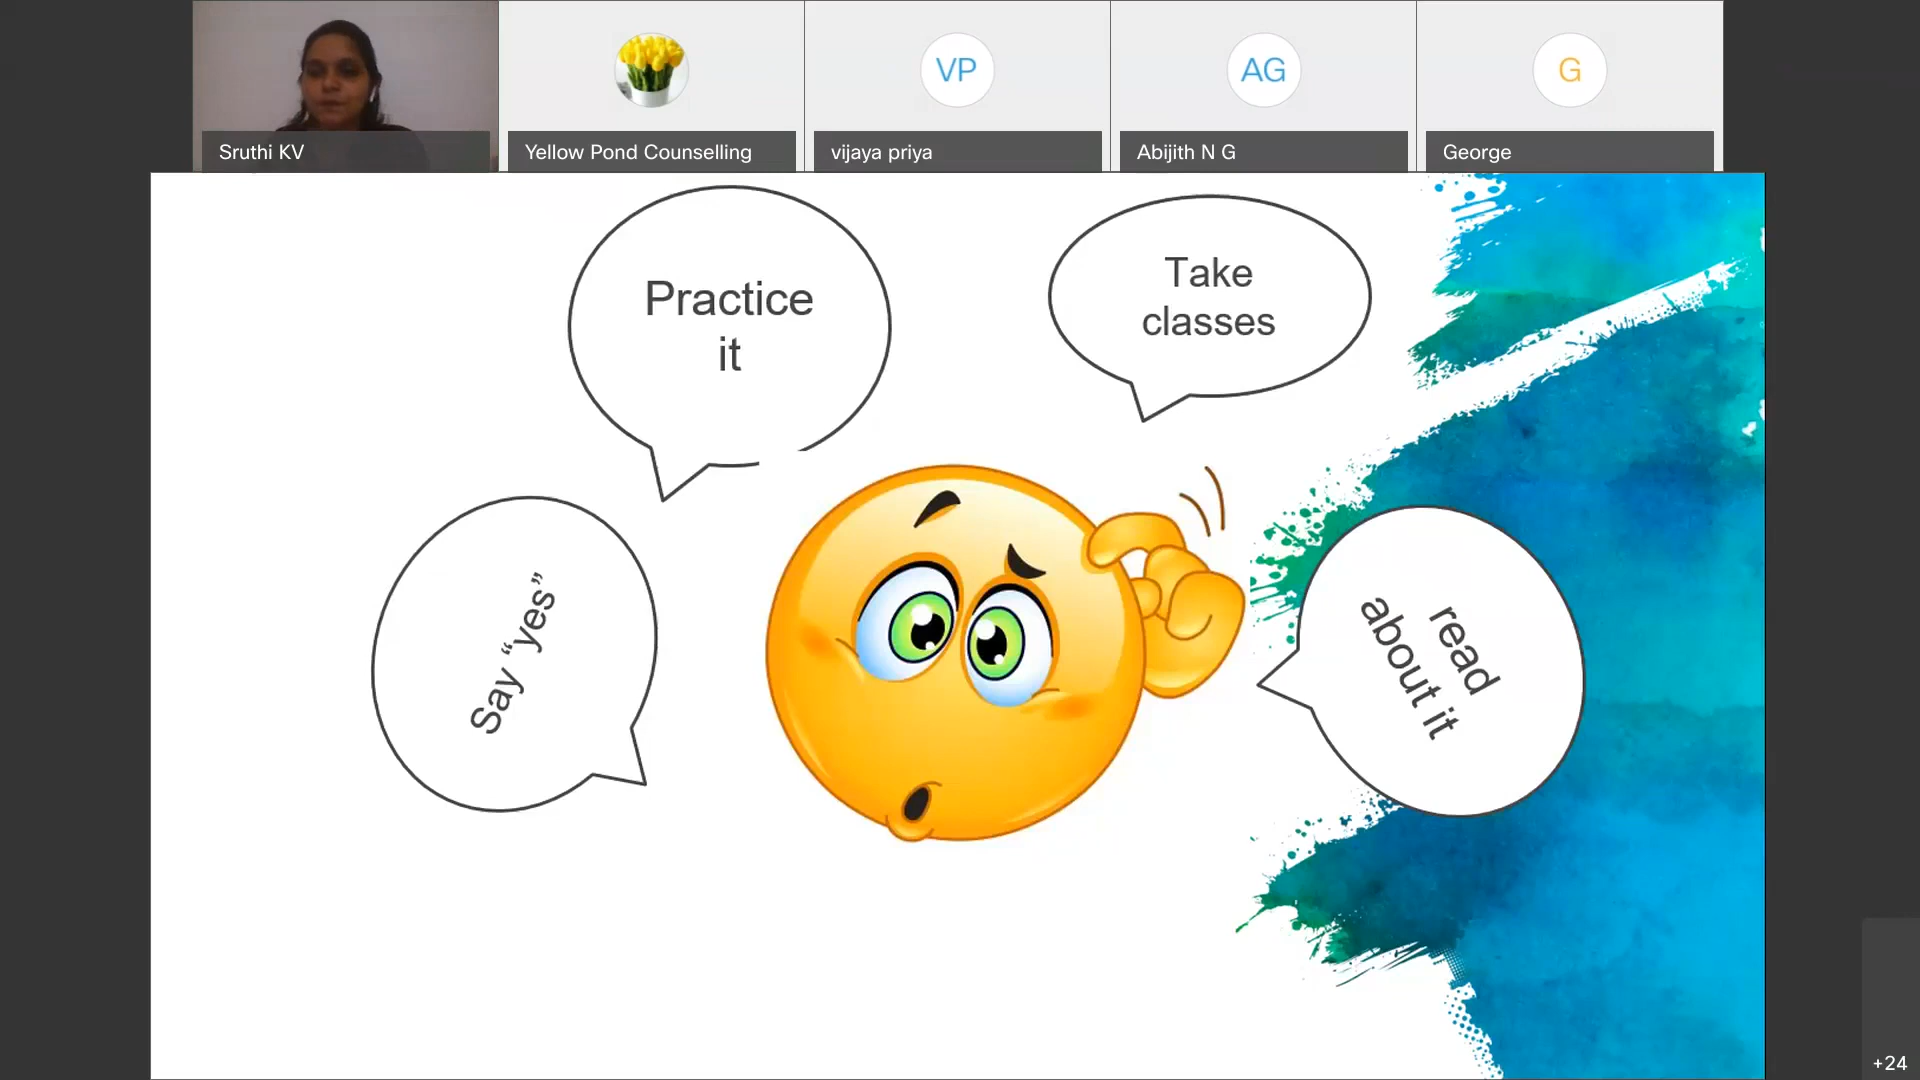 Sruthi KV
Yellow Pond Counselling
VP
vijaya priya
AG
Abijith N G
G
George
Practice
it
Take
classes
Say “yes”
read
about it
+24